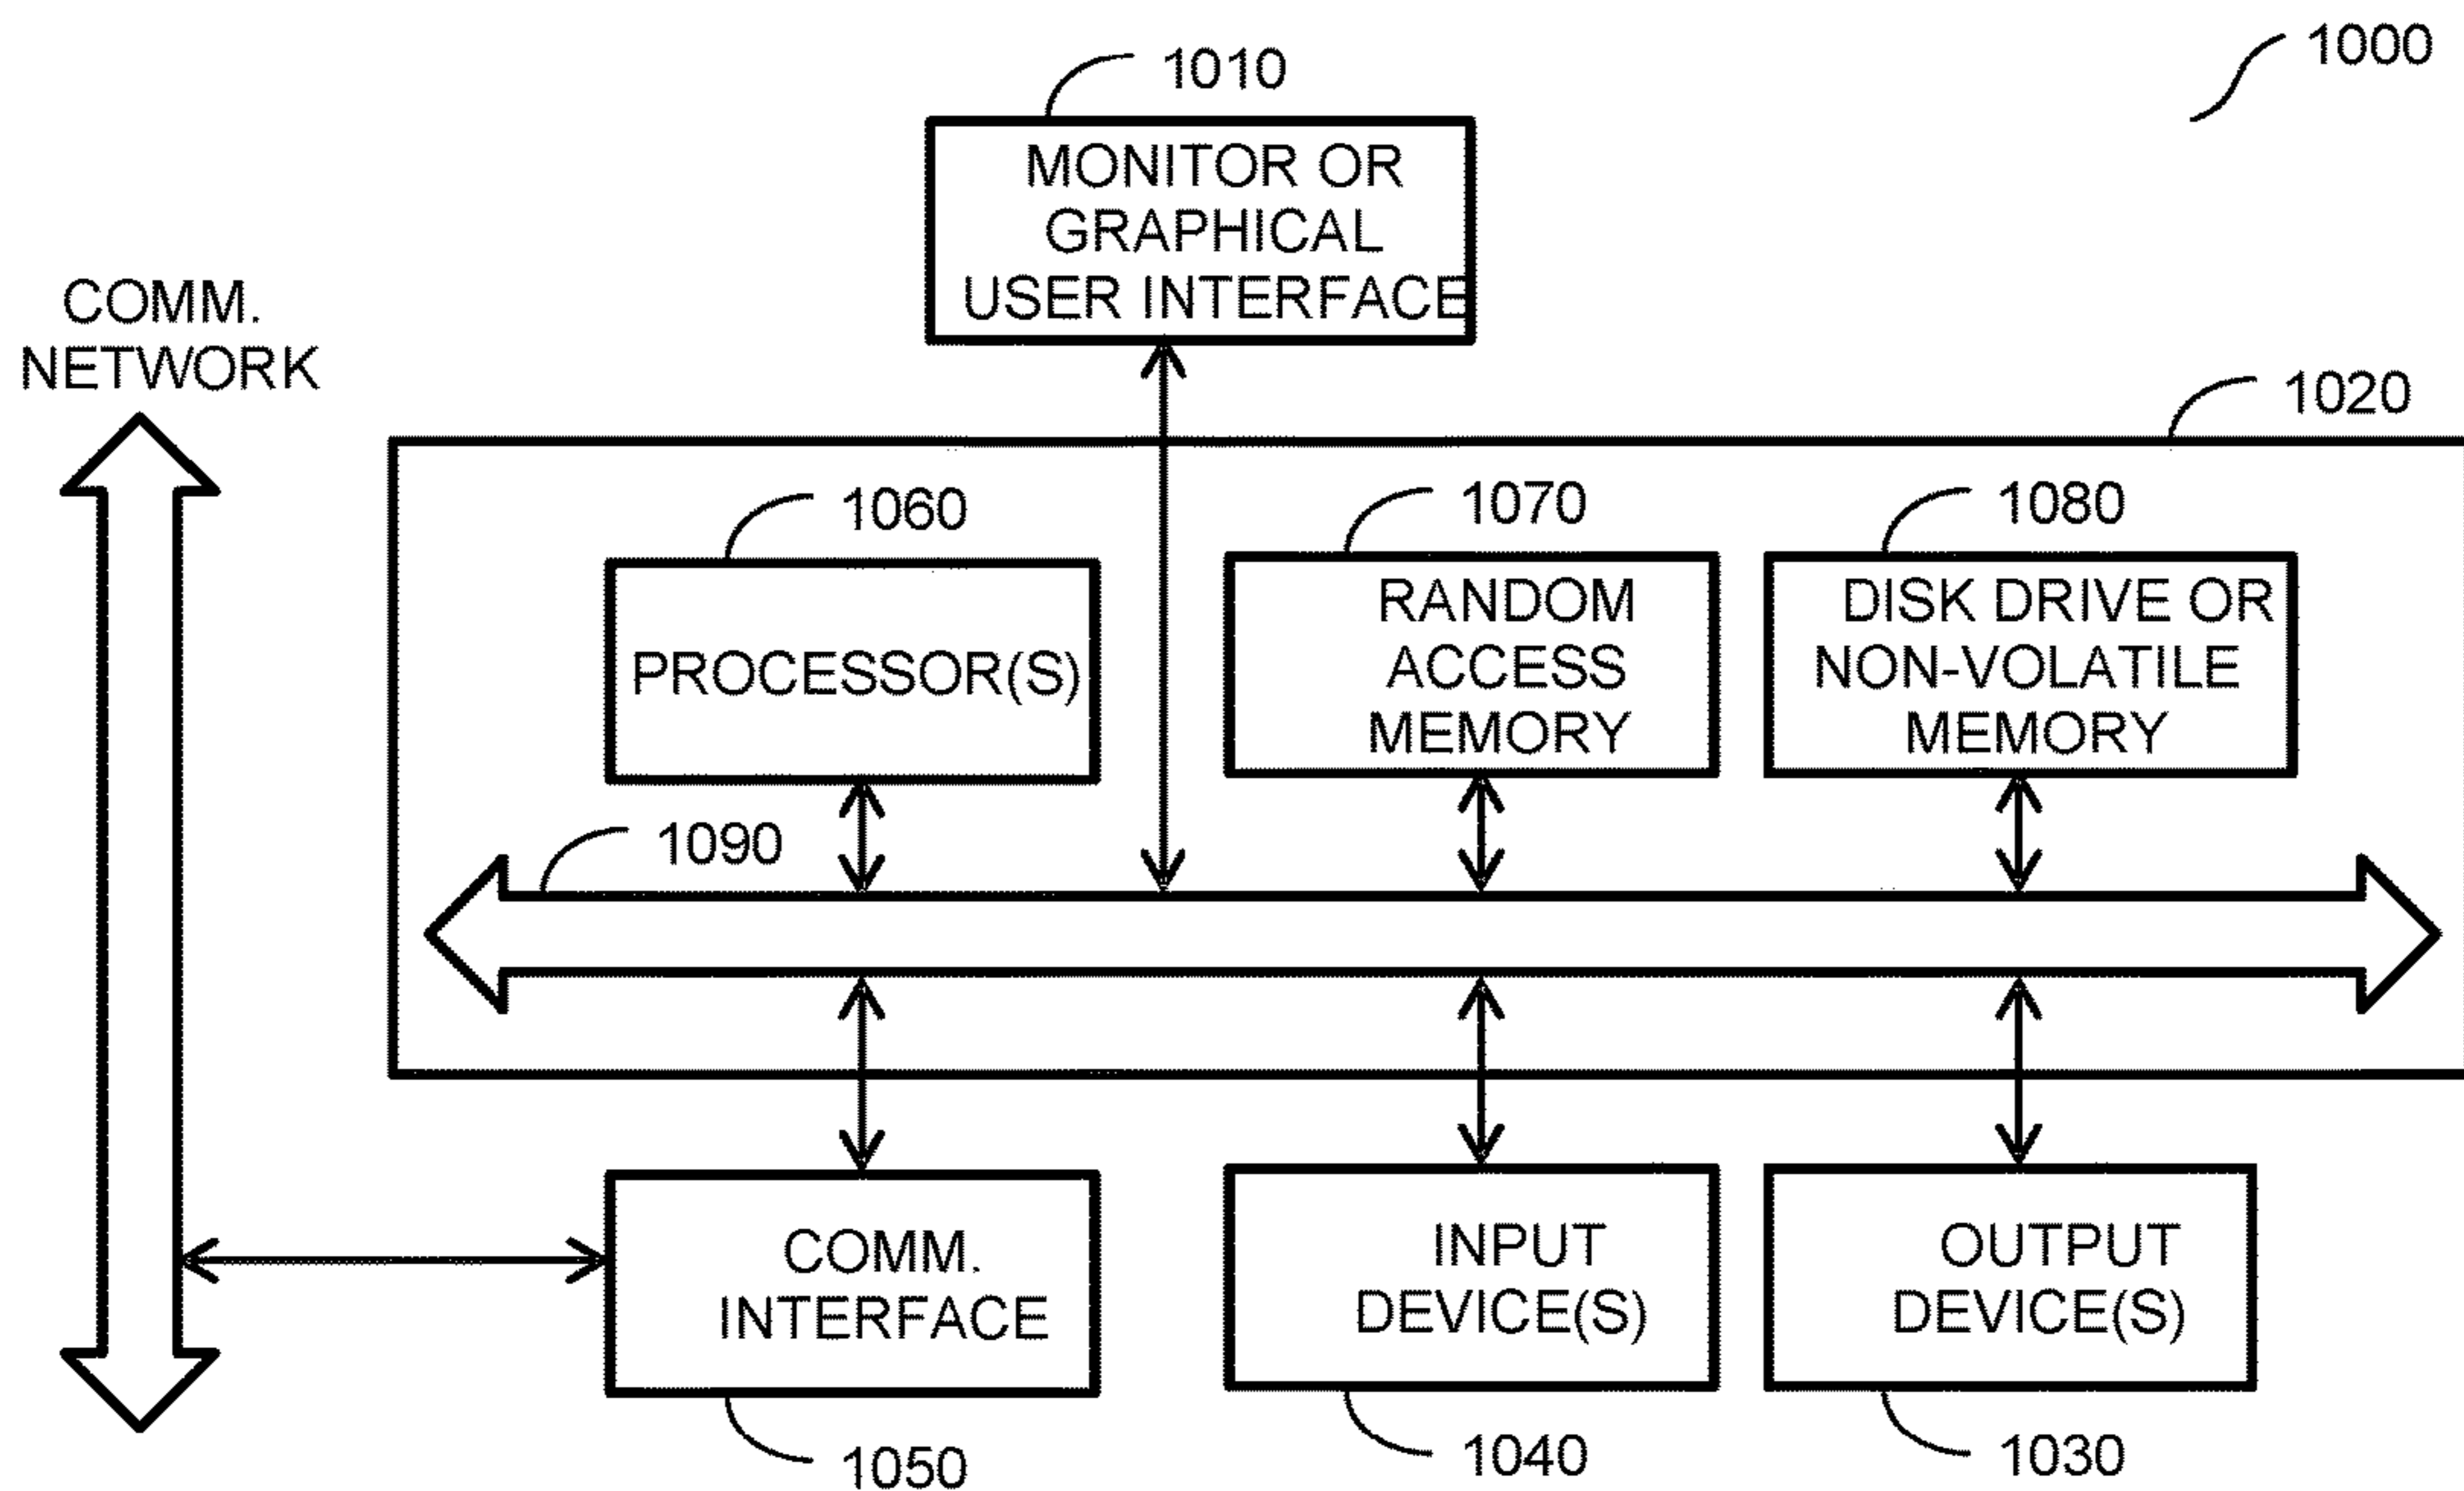 1000
1010
MONITOR OR
GRAPHICAL
USER INTERFACE
COMM.
NETWORK
1020
1060
PROCESSOR(S)
1070
RANDOM
ACCESS
MEMORY
1080
DISK DRIVE OR
NON-VOLATILE
MEMORY
1090
COMM.
INTERFACE
1050
INPUT
DEVICE(S)
1040
OUTPUT
DEVICE(S)
1030